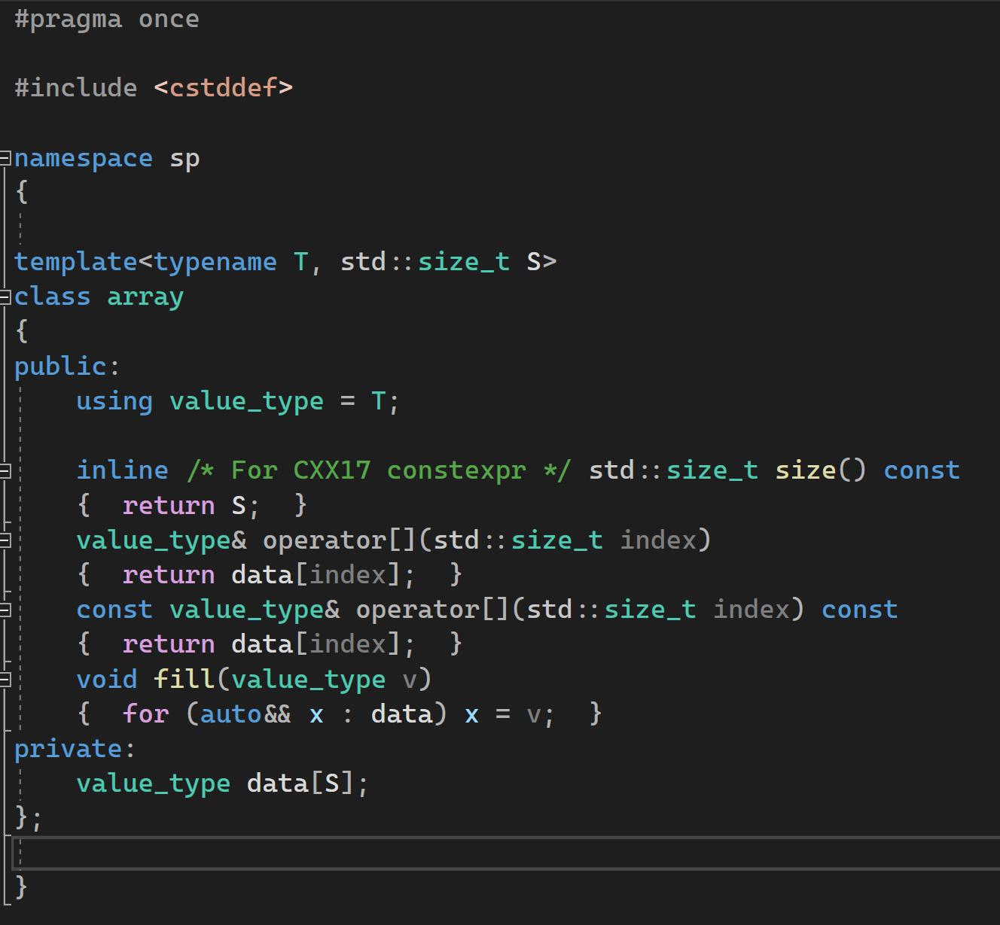 #pragma once
#include <cstddef>
namespace sp
{
template<typename T, std::size_t S>
class array
{
public:
    using value_type = T;
    inline /* For CXX17 constexpr */ std::size_t size() const
    {  return S;  }
    value_type& operator[](std::size_t index)
    {  return data[index];  }
    const value_type& operator[](std::size_t index) const
    {  return data[index];  }
    void fill(value_type v)
    {  for (auto&& x : data) x = v;  }
private:
    value_type data[S];
};
}